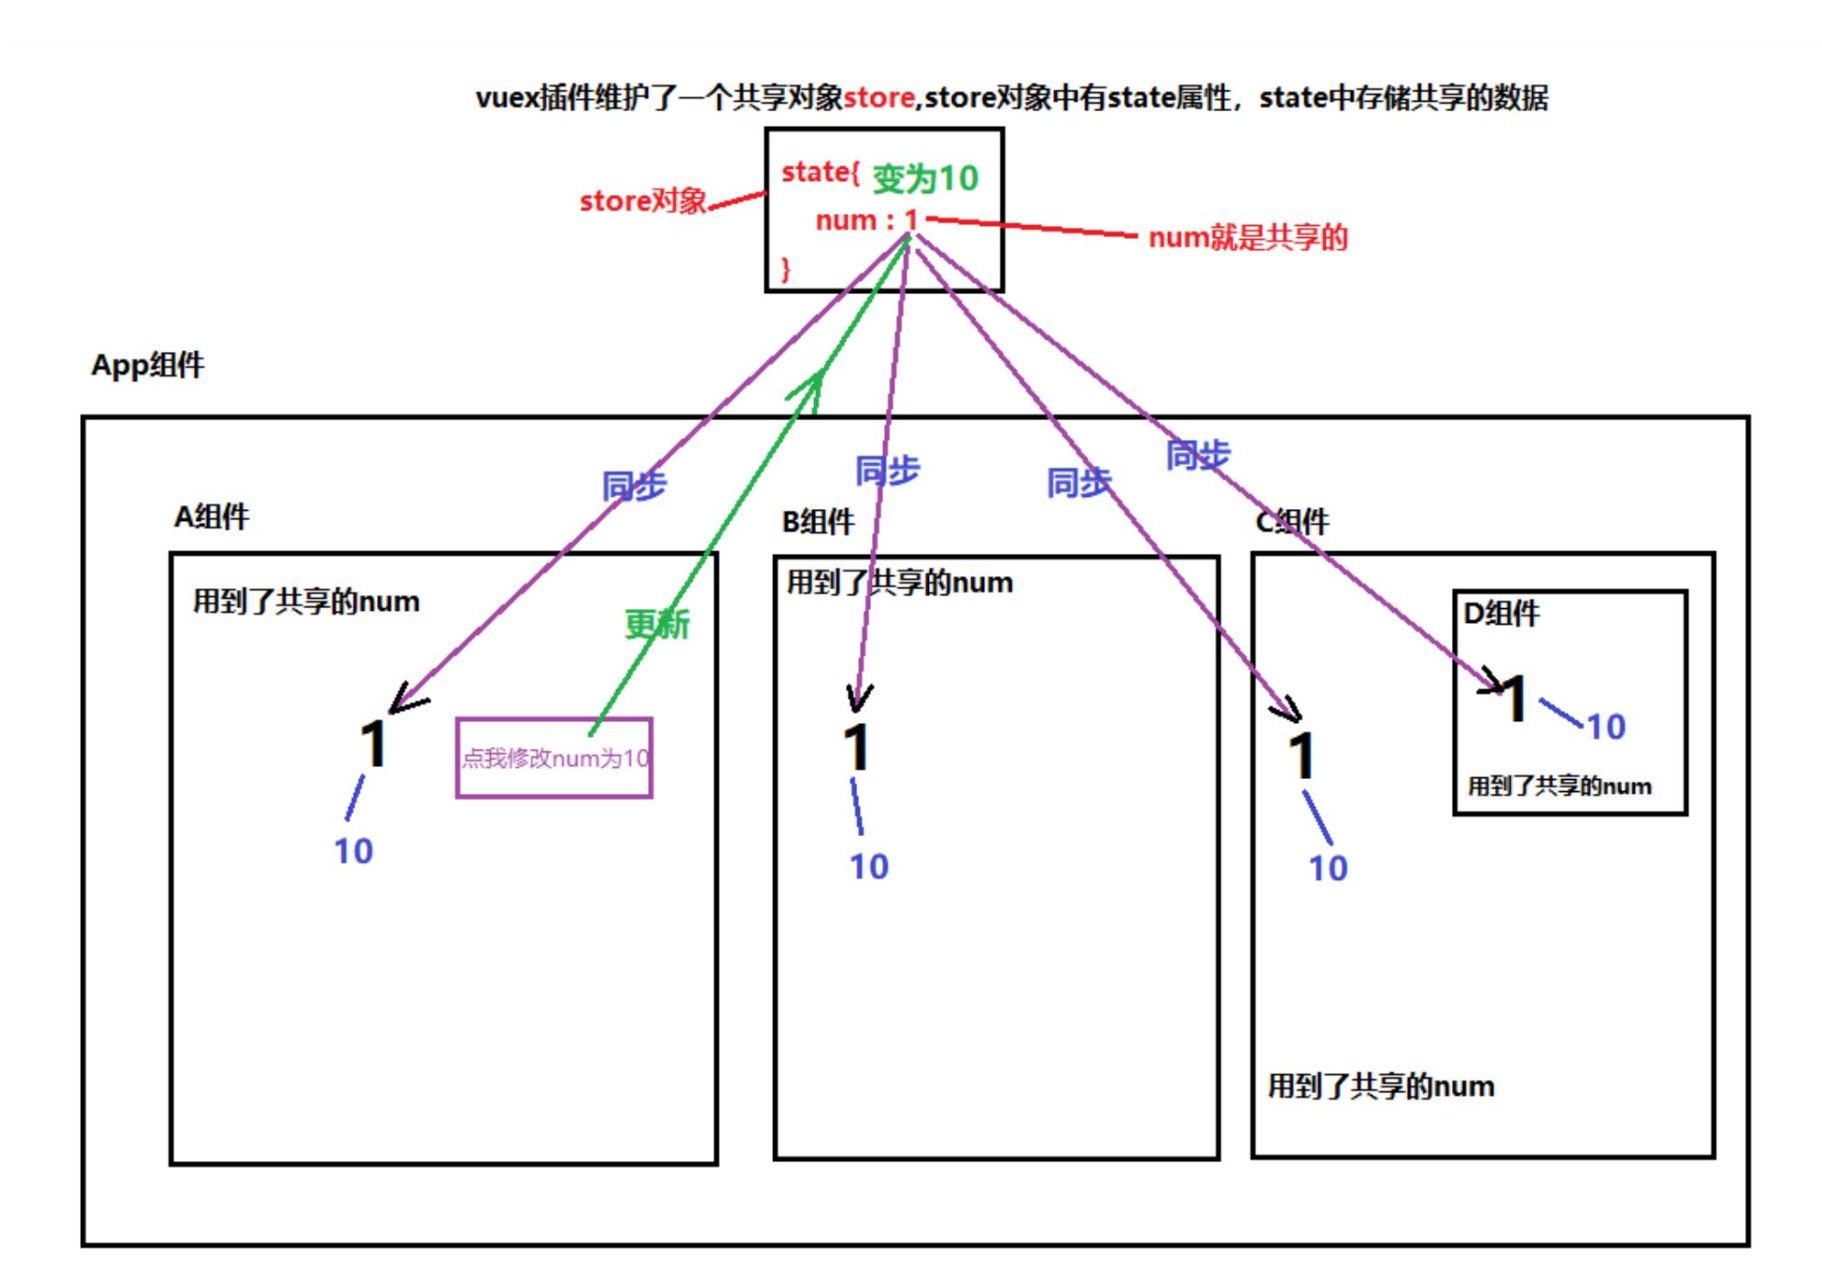 vuex插件维护了一个共享对象store,store对象中有state属性，state中存储共享的数据
state{ 变为10
store对象
num : 1
num就是共享的
}
App组件
同步
同步
同步
同步
A组件
B组件
C组件
用到了共享的num
用到了共享的num
更新
D组件
1
点我修改num为10
1
1
1
10
用到了共享的num
10
10
10
用到了共享的num